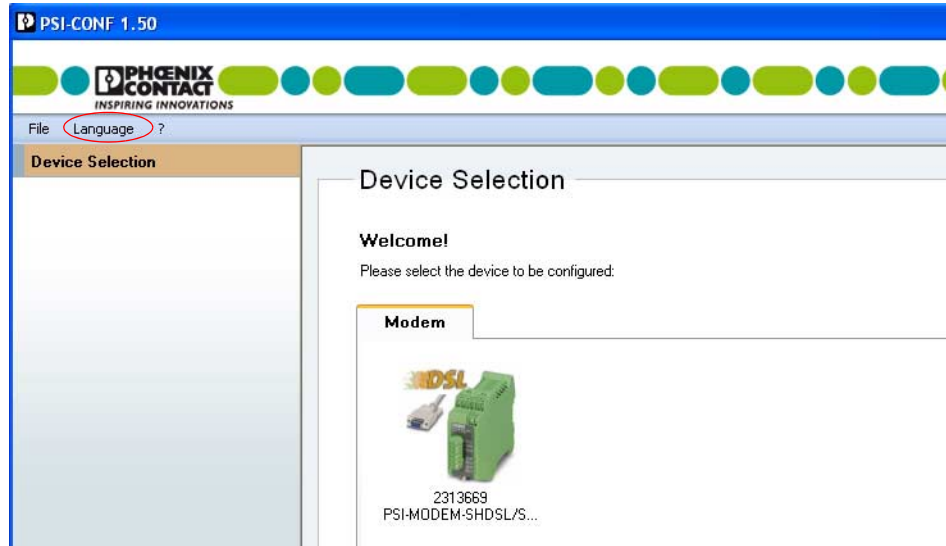 PSI-CONF 1.50
PHŒNIX
CONTACT
INSPIRING INNOVATIONS
File Language ?
Device Selection
Device Selection
Welcome!
Please select the device to be configured:
Modem
DSL
2313669
PSI-MODEM-SHDSL/S...